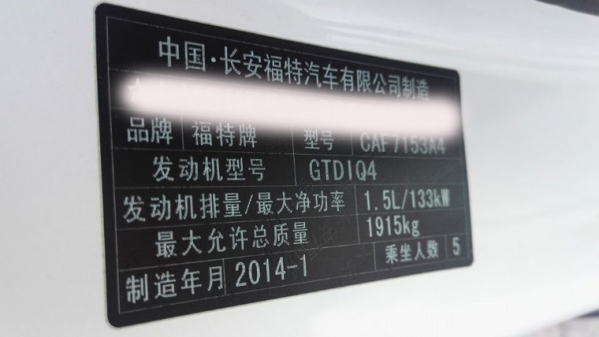 中国·长安福特汽车有限公司制造
品牌 福特牌 型号 CAF7153A4
发动机型号 GTDIQ4
发动机排量/最大净功率 1.5L/133kW
最大允许总质量 1915kg
制造年月 2014-1 乘坐人数 5